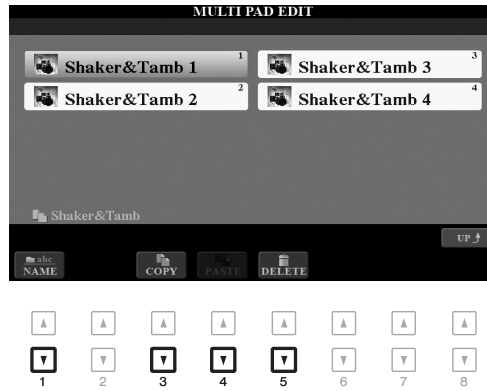 MULTI PAD EDIT
Shaker&Tamb 1 1
Shaker&Tamb 3 3
Shaker&Tamb 2 2
Shaker&Tamb 4 4
Shaker&Tamb
UP
abc
NAME
COPY
PASTE
DELETE
1 2 3 4 5 6 7 8